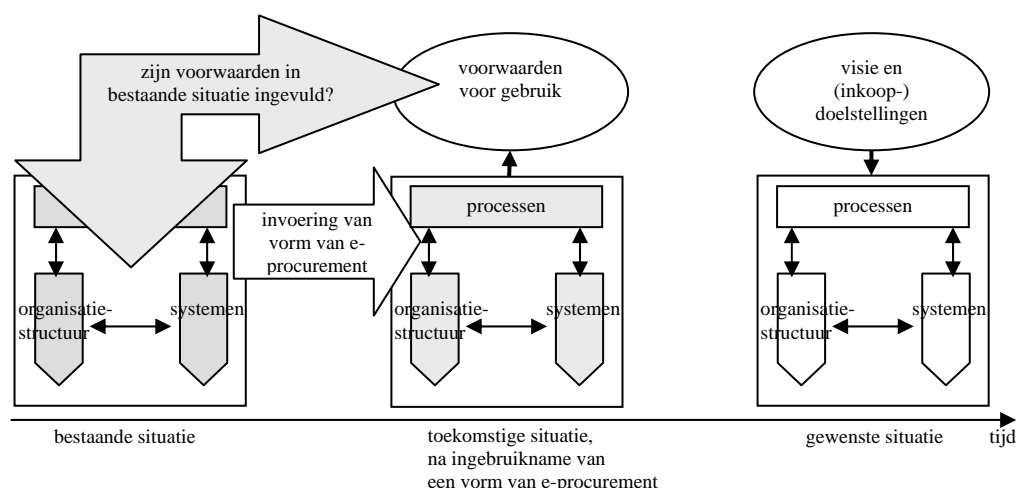 zijn voorwaarden in
bestaande situatie ingevuld?
voorwaarden
voor gebruik
visie en
(inkoop-)
doelstellingen
invoering van
vorm van e-
procurement
processen
processen
organisatie-
structuur
systemen
organisatie-
structuur
systemen
organisatie-
structuur
systemen
bestaande situatie
toekomstige situatie,
na ingebruikname van
een vorm van e-procurement
gewenste situatie
tijd